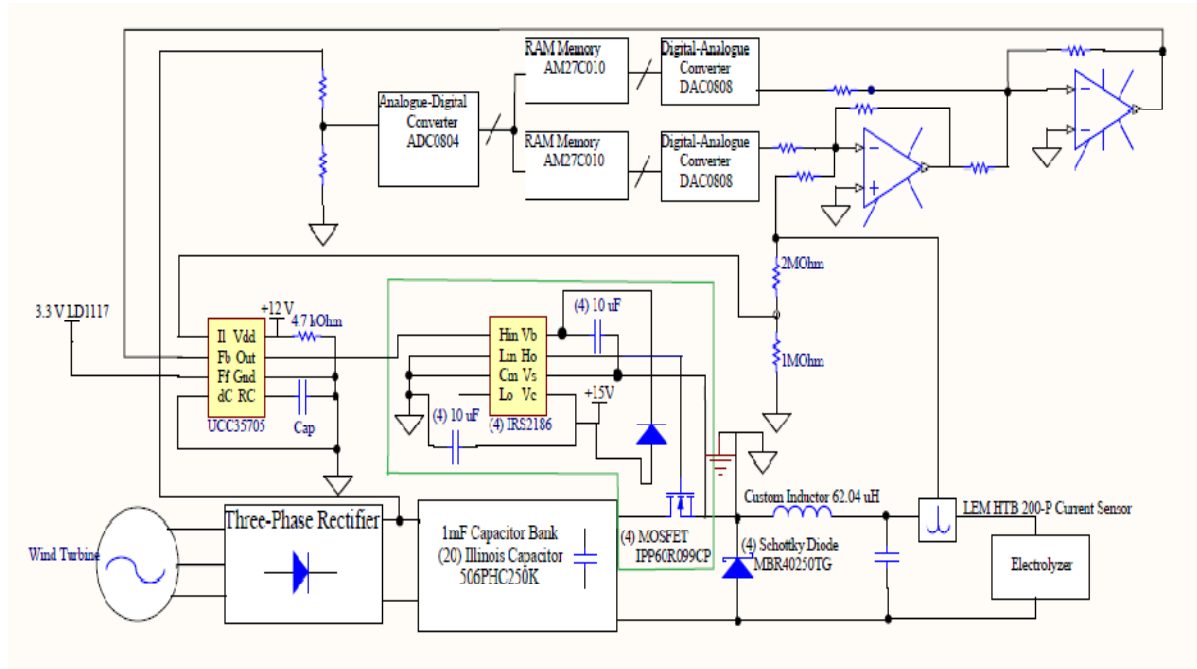 RAM Memory
AM27C010
Digital-Analogue
Converter
DAC0808
Analogue-Digital
Converter
ADC0804
RAM Memory
AM27C010
Digital-Analogue
Converter
DAC0808
−
−
−
+
2MOhm
1MOhm
3.3 V LD1117
+12 V
4.7 kOhm
Il Vdd
Fb Out
Ff Gnd
dC RC
UCC35705
Cap
(4) 10 uF
Hin Vb
Lin Ho
Com Vs
Lo Vc
(4) IRS2186
+15V
(4) 10 uF
Wind Turbine
Three-Phase Rectifier
1mF Capacitor Bank
(20) Illinois Capacitor
506PHC250K
(4) MOSFET
IPP60R099CP
Custom Inductor 62.04 uH
(4) Schottky Diode
MBR40250TG
LEM HTB 200-P Current Sensor
Electrolyzer